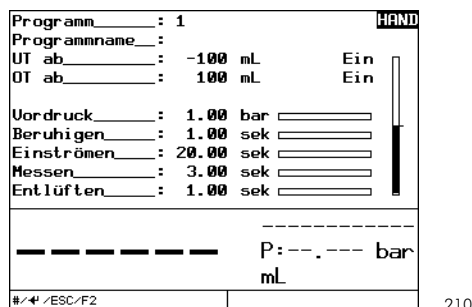 Programm______: 1 HAND
Programmname__:
UT ab_________: -100 mL Ein
OT ab_________: 100 mL Ein
Vordruck______: 1.00 bar
Beruhigen_____: 1.00 sek
Einströmen____: 20.00 sek
Messen________: 3.00 sek
Entlüften_____: 1.00 sek
------------
— — — — — — P:--.--- bar
mL
#/↵/ESC/F2
210